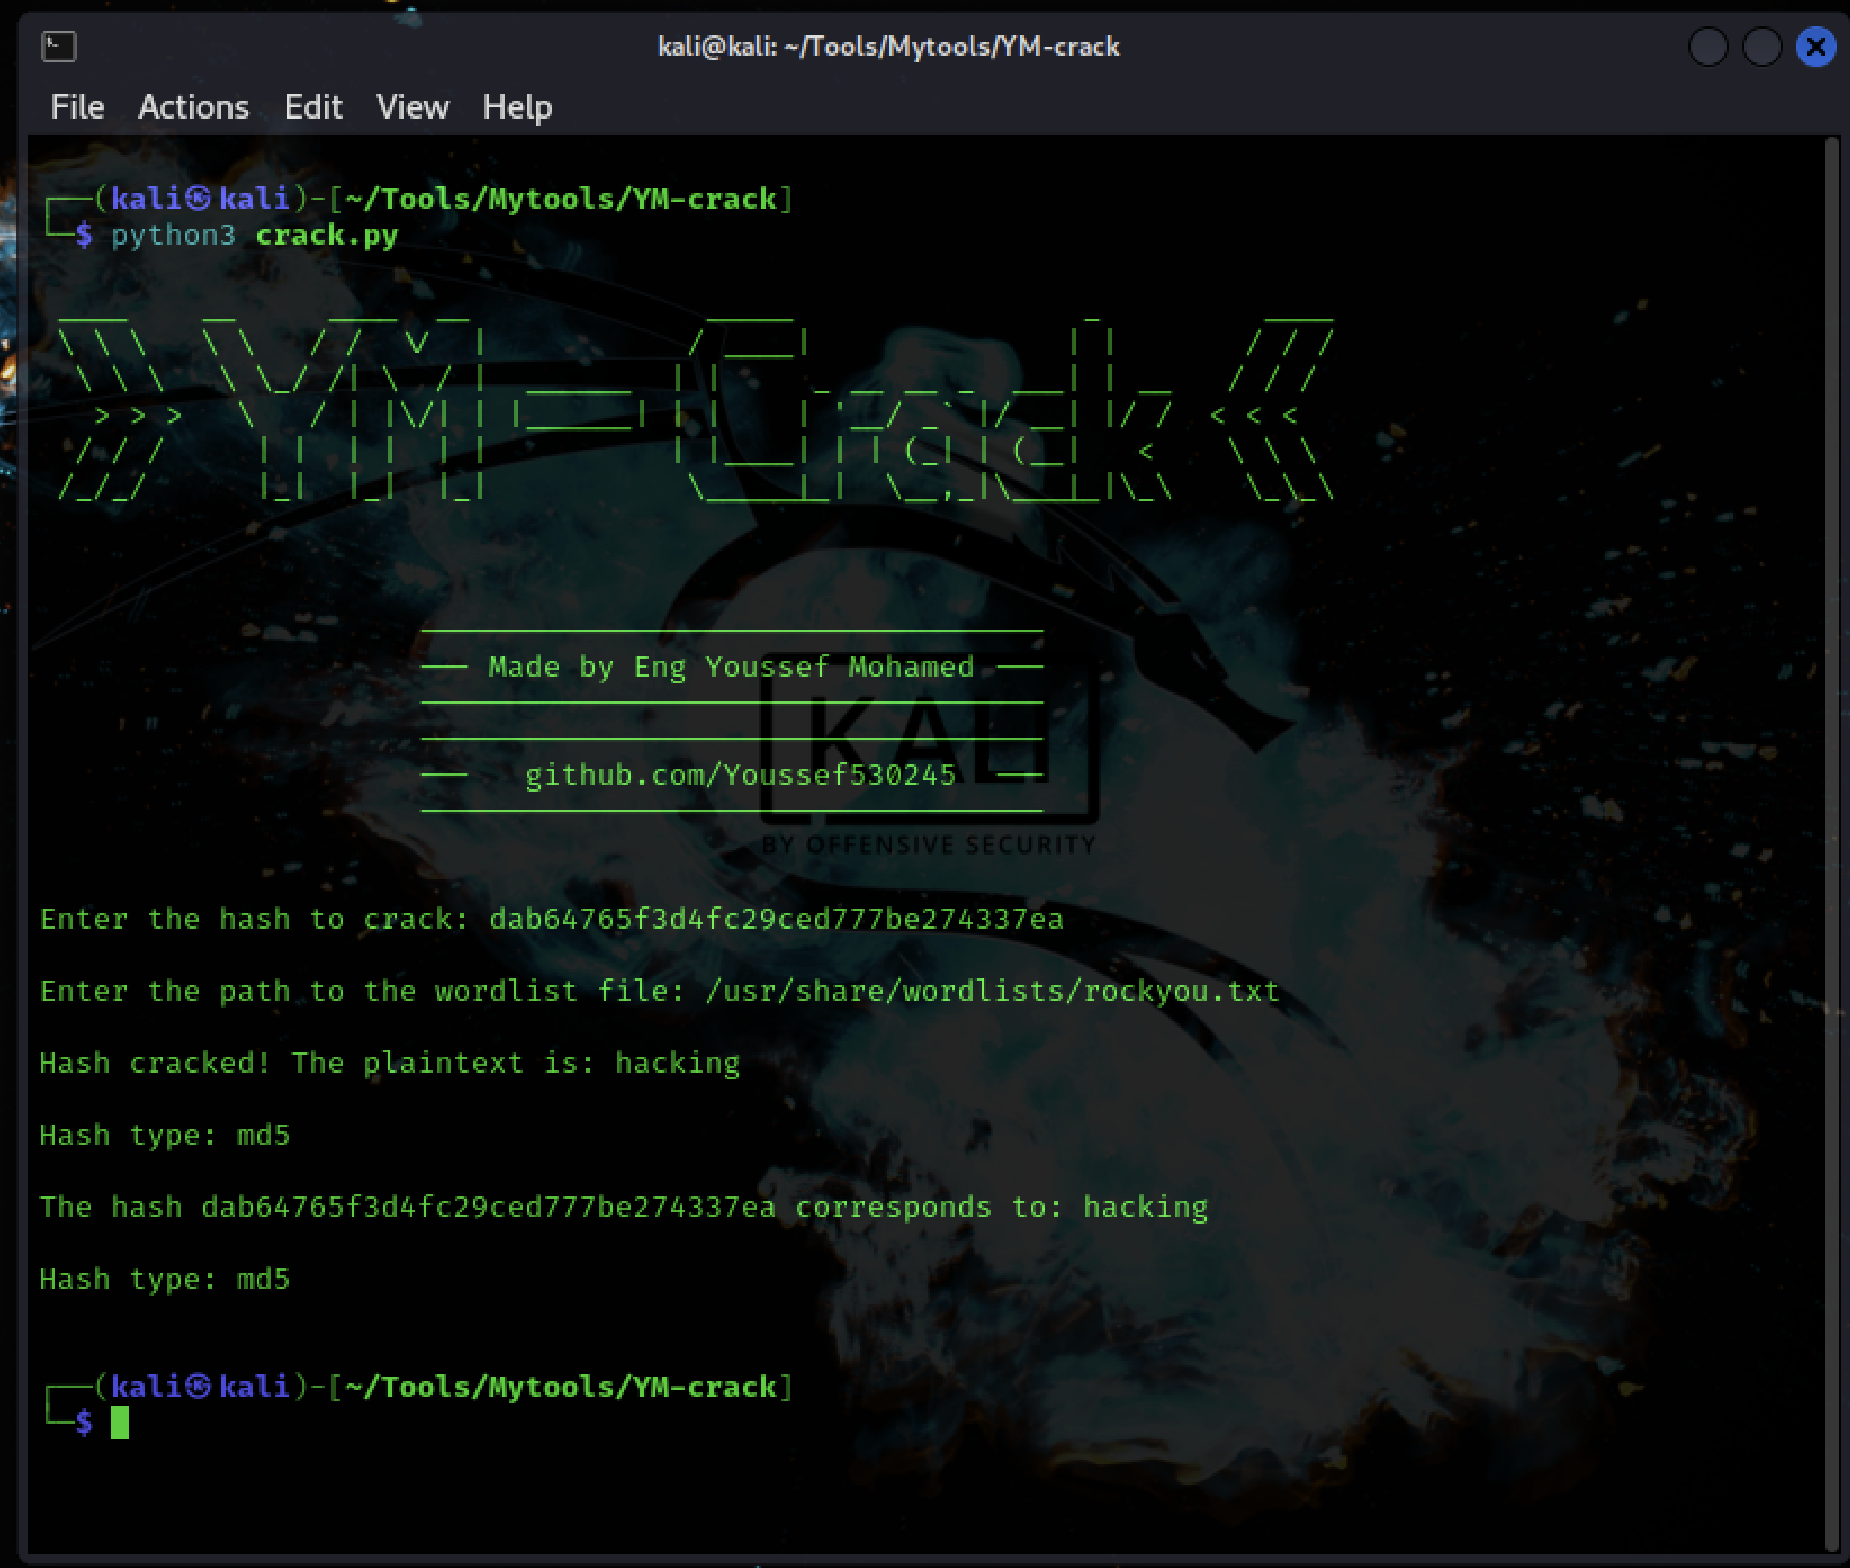 kali@kali: ~/Tools/Mytools/YM-crack
File Actions Edit View Help
┌──(kali㉿kali)-[~/Tools/Mytools/YM-crack]
└─$ python3 crack.py
YM - Crack
Made by Eng Youssef Mohamed
github.com/Youssef530245
KALI
BY OFFENSIVE SECURITY
Enter the hash to crack: dab64765f3d4fc29ced777be274337ea
Enter the path to the wordlist file: /usr/share/wordlists/rockyou.txt
Hash cracked! The plaintext is: hacking
Hash type: md5
The hash dab64765f3d4fc29ced777be274337ea corresponds to: hacking
Hash type: md5
┌──(kali㉿kali)-[~/Tools/Mytools/YM-crack]
└─$